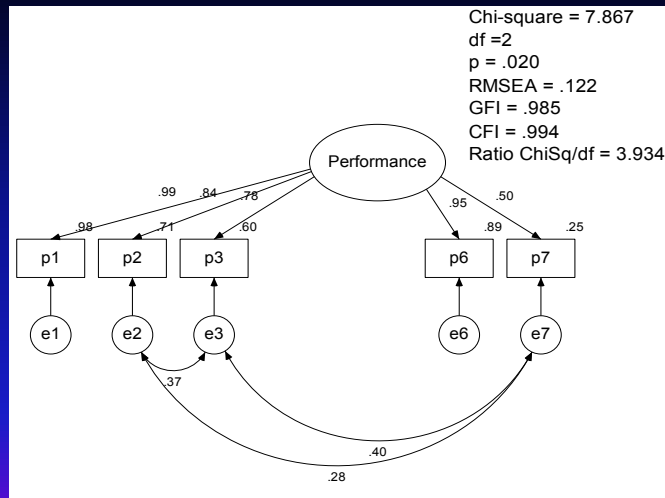 Chi-square = 7.867
df =2
p = .020
RMSEA = .122
GFI = .985
CFI = .994
Ratio ChiSq/df = 3.934
Performance
.99 .84 .78 .95 .50
.98 .71 .60 .89 .25
p1 p2 p3 p6 p7
e1 e2 e3 e6 e7
.37
.40
.28